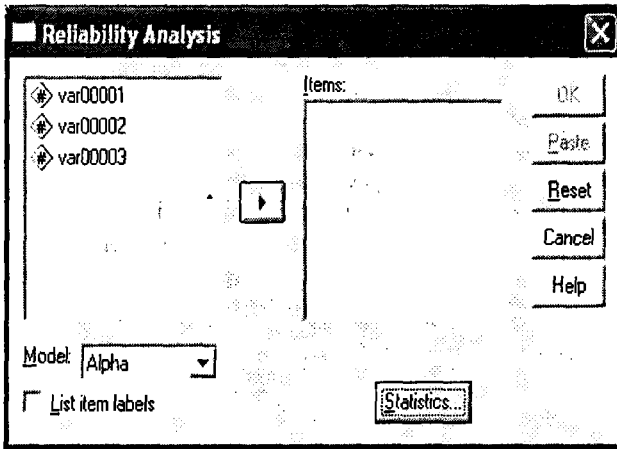 Reliability Analysis
var00001
var00002
var00003
Items:
OK
Paste
Reset
Cancel
Help
Model: Alpha
List item labels
Statistics...